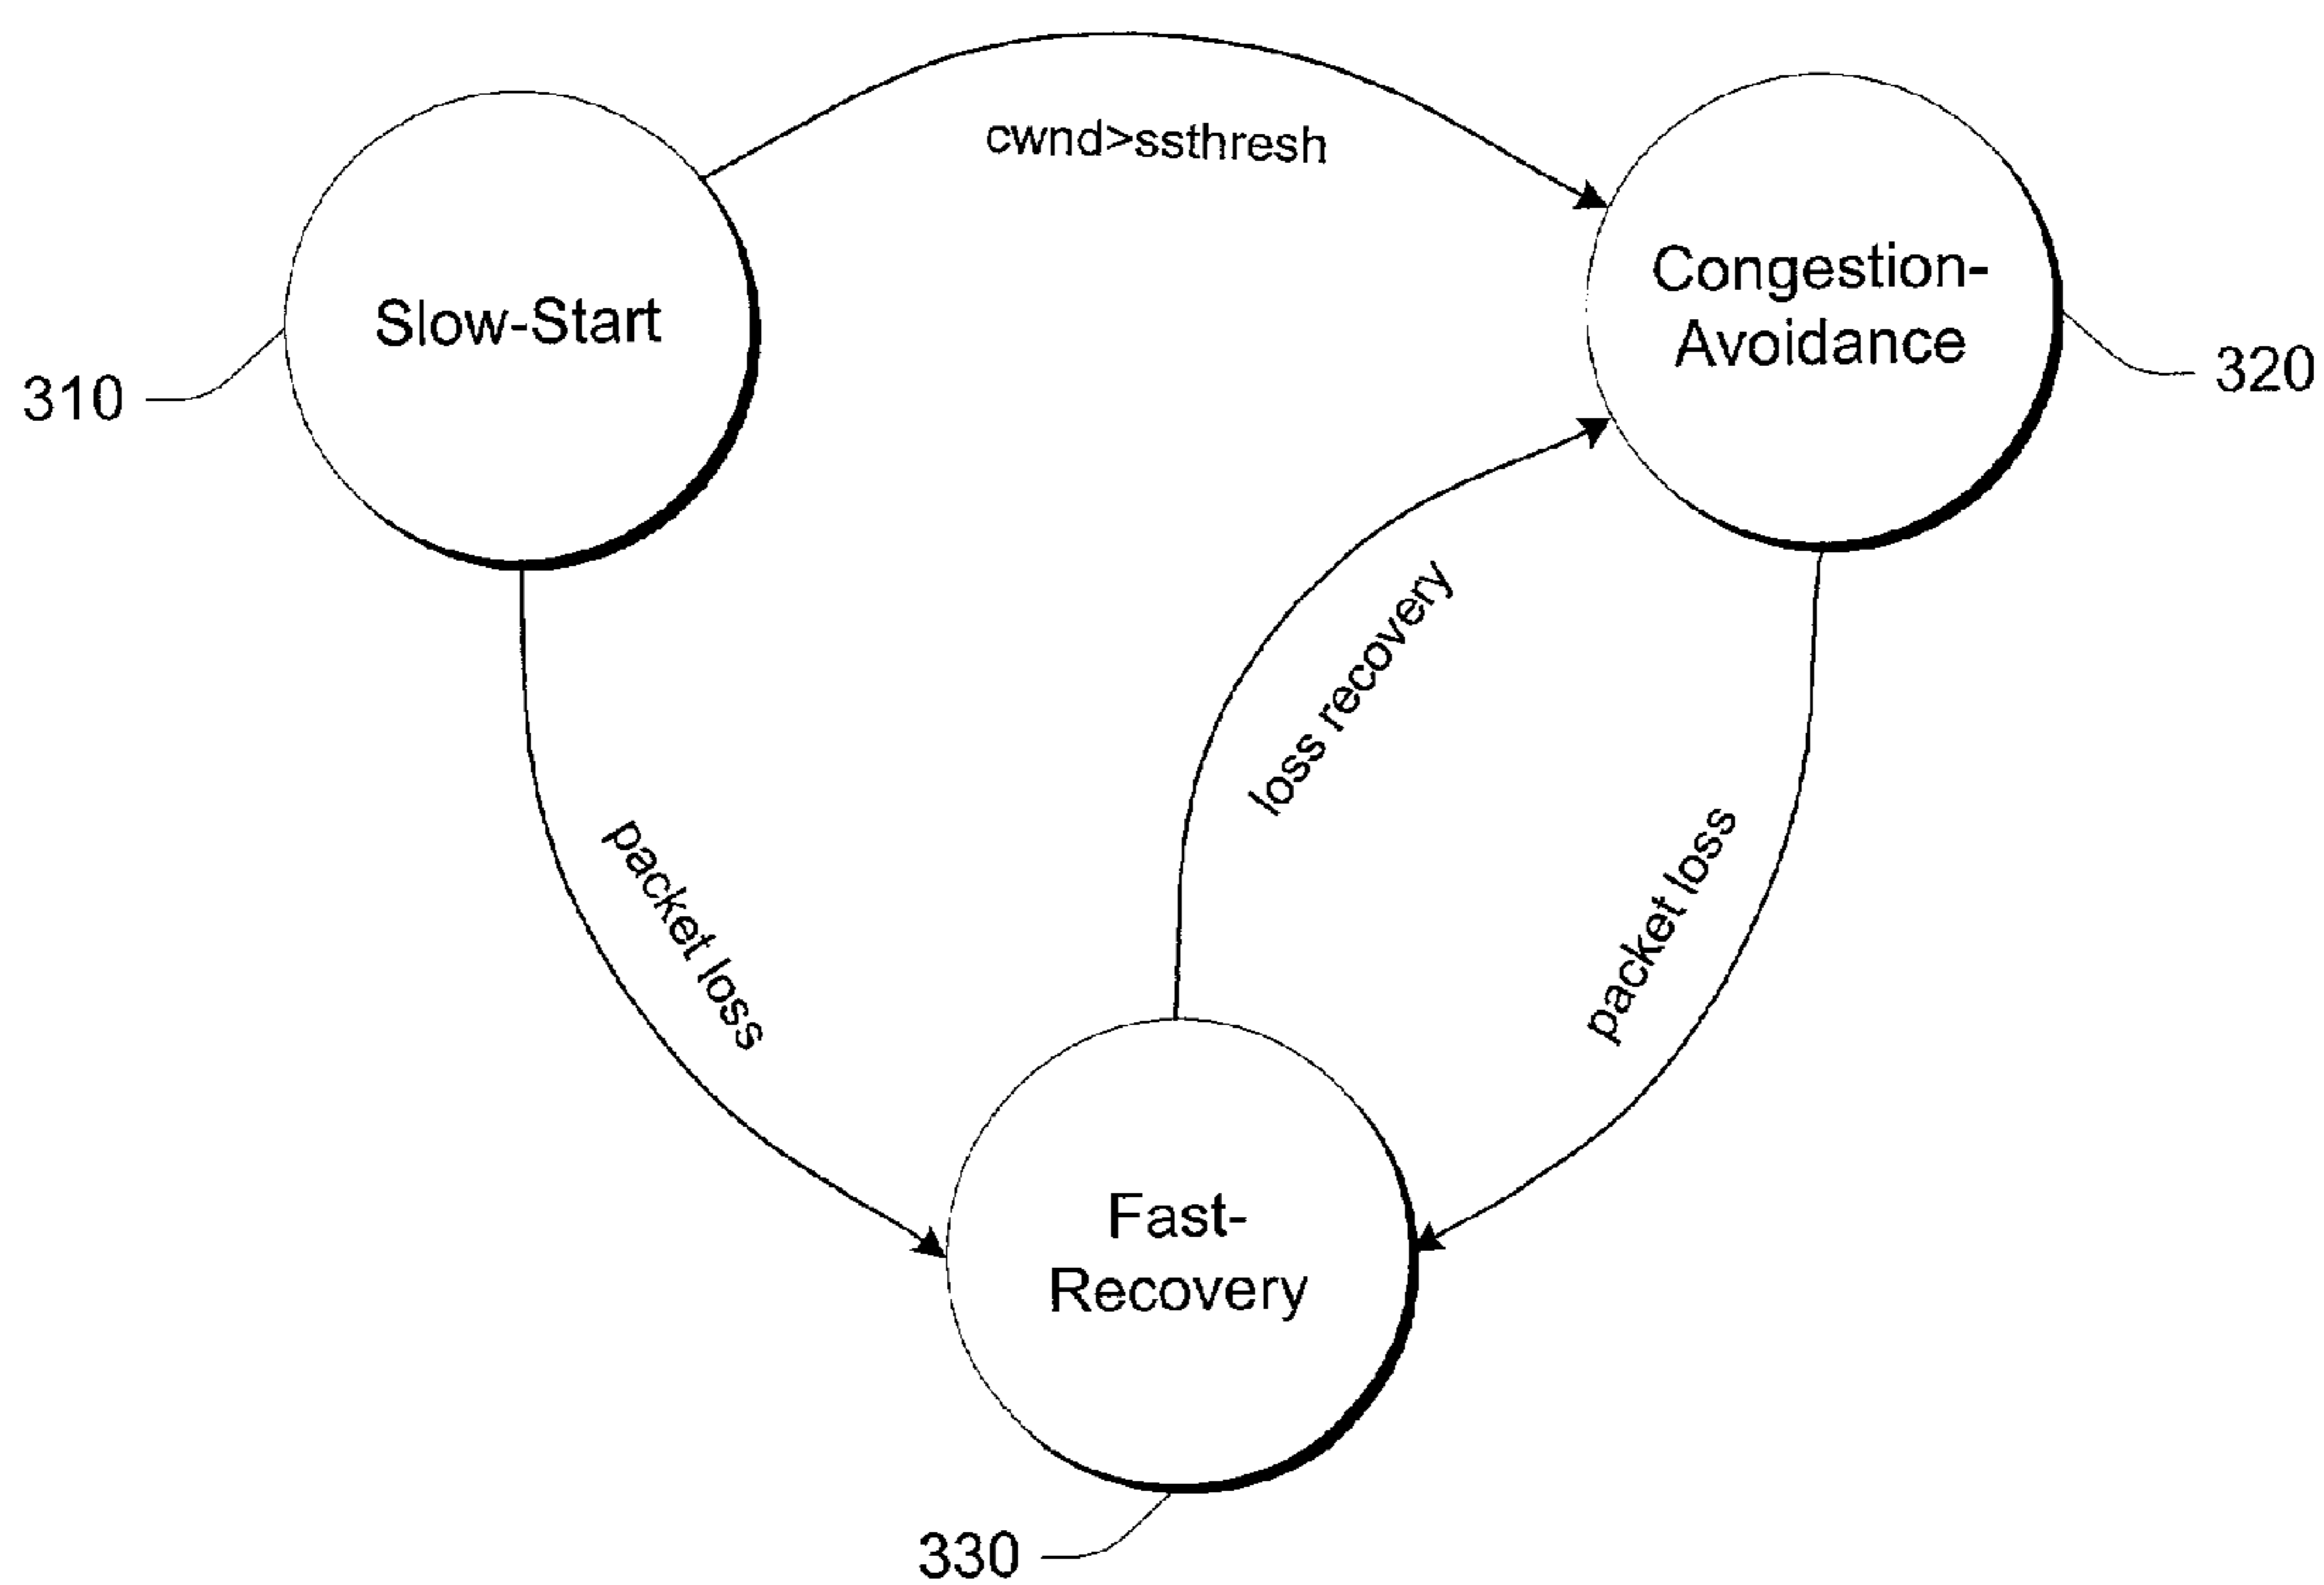 cwnd>ssthresh
Slow-Start
Congestion-
Avoidance
310
320
loss recovery
packet loss
packet loss
Fast-
Recovery
330